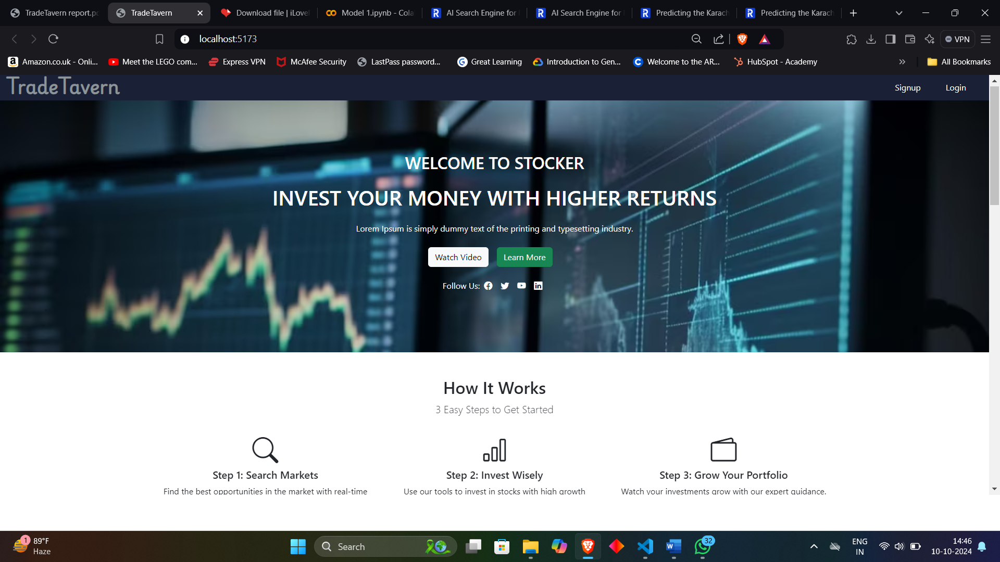 TradeTavern report.pd
TradeTavern
Download file | iLove
Model 1.ipynb - Cola
AI Search Engine for
AI Search Engine for
Predicting the Karach
Predicting the Karach
localhost:5173
VPN
Amazon.co.uk - Onli...
Meet the LEGO com...
Express VPN
McAfee Security
LastPass password...
Great Learning
Introduction to Gen...
Welcome to the AR...
HubSpot - Academy
All Bookmarks
TradeTavern
Signup
Login
WELCOME TO STOCKER
INVEST YOUR MONEY WITH HIGHER RETURNS
Lorem Ipsum is simply dummy text of the printing and typesetting industry.
Watch Video
Learn More
Follow Us:
How It Works
3 Easy Steps to Get Started
Step 1: Search Markets
Find the best opportunities in the market with real-time
Step 2: Invest Wisely
Use our tools to invest in stocks with high growth
Step 3: Grow Your Portfolio
Watch your investments grow with our expert guidance.
1
89°F
Haze
Search
32
ENG
IN
14:46
10-10-2024